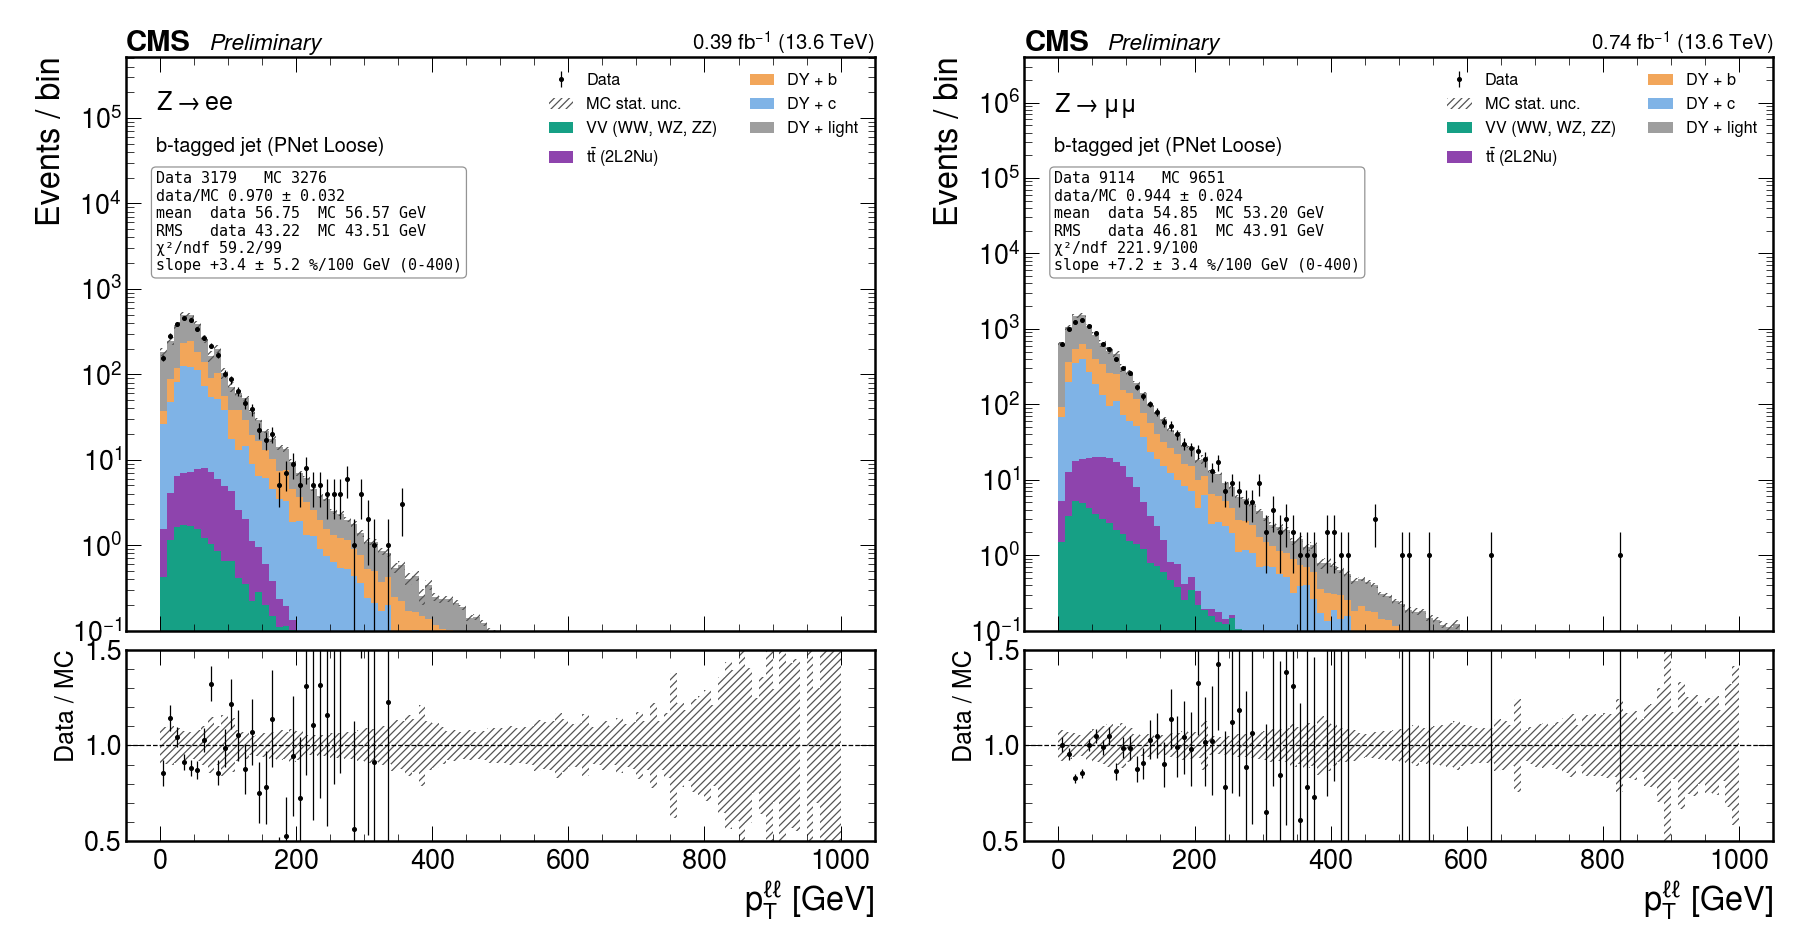 CMS Preliminary 0.39 fb⁻¹ (13.6 TeV)
Events / bin
Z → ee
b-tagged jet (PNet Loose)
Data 3179   MC 3276
data/MC 0.970 ± 0.032
mean  data 56.75  MC 56.57 GeV
RMS   data 43.22  MC 43.51 GeV
χ²/ndf 59.2/99
slope +3.4 ± 5.2 %/100 GeV (0-400)
Data
MC stat. unc.
VV (WW, WZ, ZZ)
tt̄ (2L2Nu)
DY + b
DY + c
DY + light
10⁵
10⁴
10³
10²
10¹
10⁰
10⁻¹
Data / MC
1.5
1.0
0.5
0 200 400 600 800 1000
p_T^ℓℓ [GeV]
CMS Preliminary 0.74 fb⁻¹ (13.6 TeV)
Events / bin
Z → μμ
b-tagged jet (PNet Loose)
Data 9114   MC 9651
data/MC 0.944 ± 0.024
mean  data 54.85  MC 53.20 GeV
RMS   data 46.81  MC 43.91 GeV
χ²/ndf 221.9/100
slope +7.2 ± 3.4 %/100 GeV (0-400)
Data
MC stat. unc.
VV (WW, WZ, ZZ)
tt̄ (2L2Nu)
DY + b
DY + c
DY + light
10⁶
10⁵
10⁴
10³
10²
10¹
10⁰
10⁻¹
Data / MC
1.5
1.0
0.5
0 200 400 600 800 1000
p_T^ℓℓ [GeV]